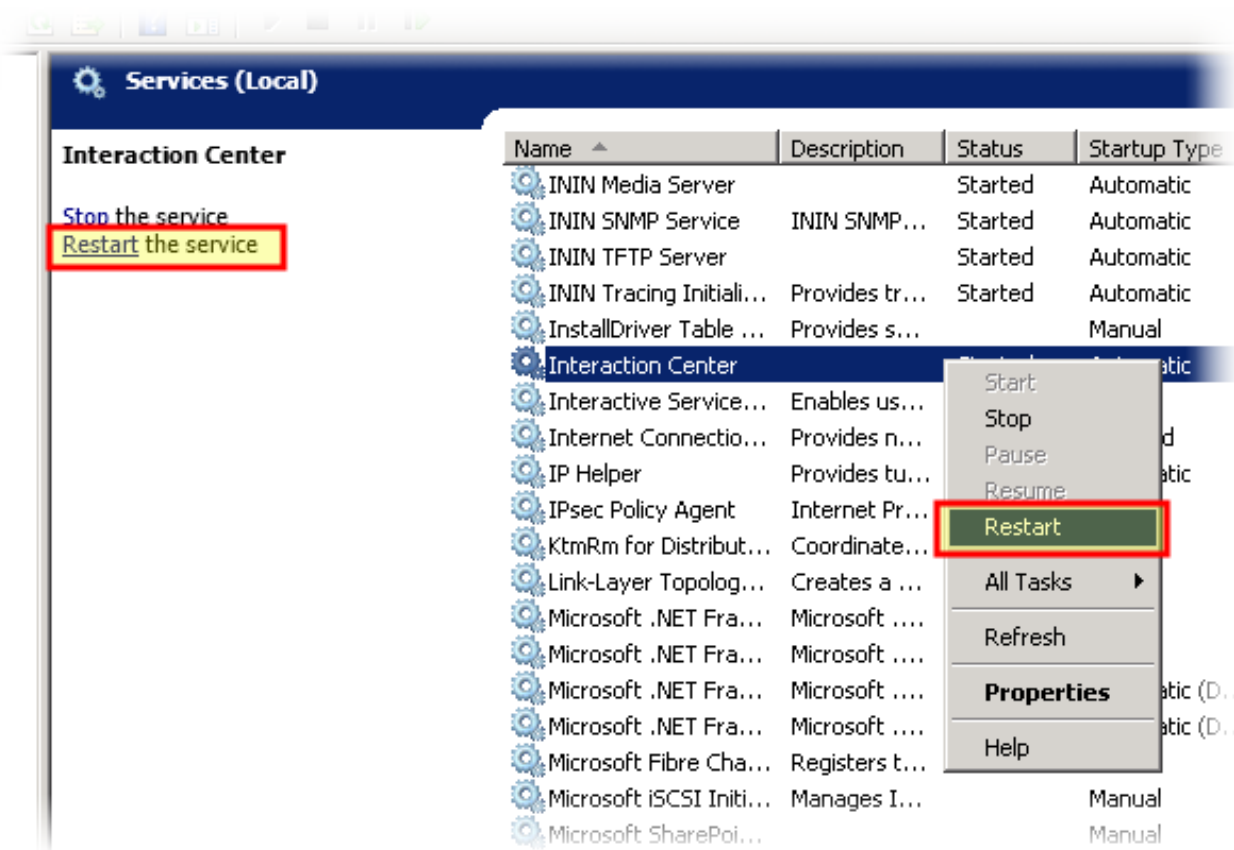 Services (Local)
Interaction Center
Stop the service
Restart the service
Name Description Status Startup Type
ININ Media Server Started Automatic
ININ SNMP Service ININ SNMP... Started Automatic
ININ TFTP Server Started Automatic
ININ Tracing Initiali... Provides tr... Started Automatic
InstallDriver Table ... Provides s... Manual
Interaction Center atic
Interactive Service... Enables us...
Internet Connectio... Provides n... d
IP Helper Provides tu... atic
IPsec Policy Agent Internet Pr...
KtmRm for Distribut... Coordinate...
Link-Layer Topolog... Creates a ...
Microsoft .NET Fra... Microsoft ....
Microsoft .NET Fra... Microsoft ....
Microsoft .NET Fra... Microsoft .... atic (D...
Microsoft .NET Fra... Microsoft .... atic (D...
Microsoft Fibre Cha... Registers t...
Microsoft iSCSI Initi... Manages I... Manual
Microsoft SharePoi... Manual
Start
Stop
Pause
Resume
Restart
All Tasks
Refresh
Properties
Help